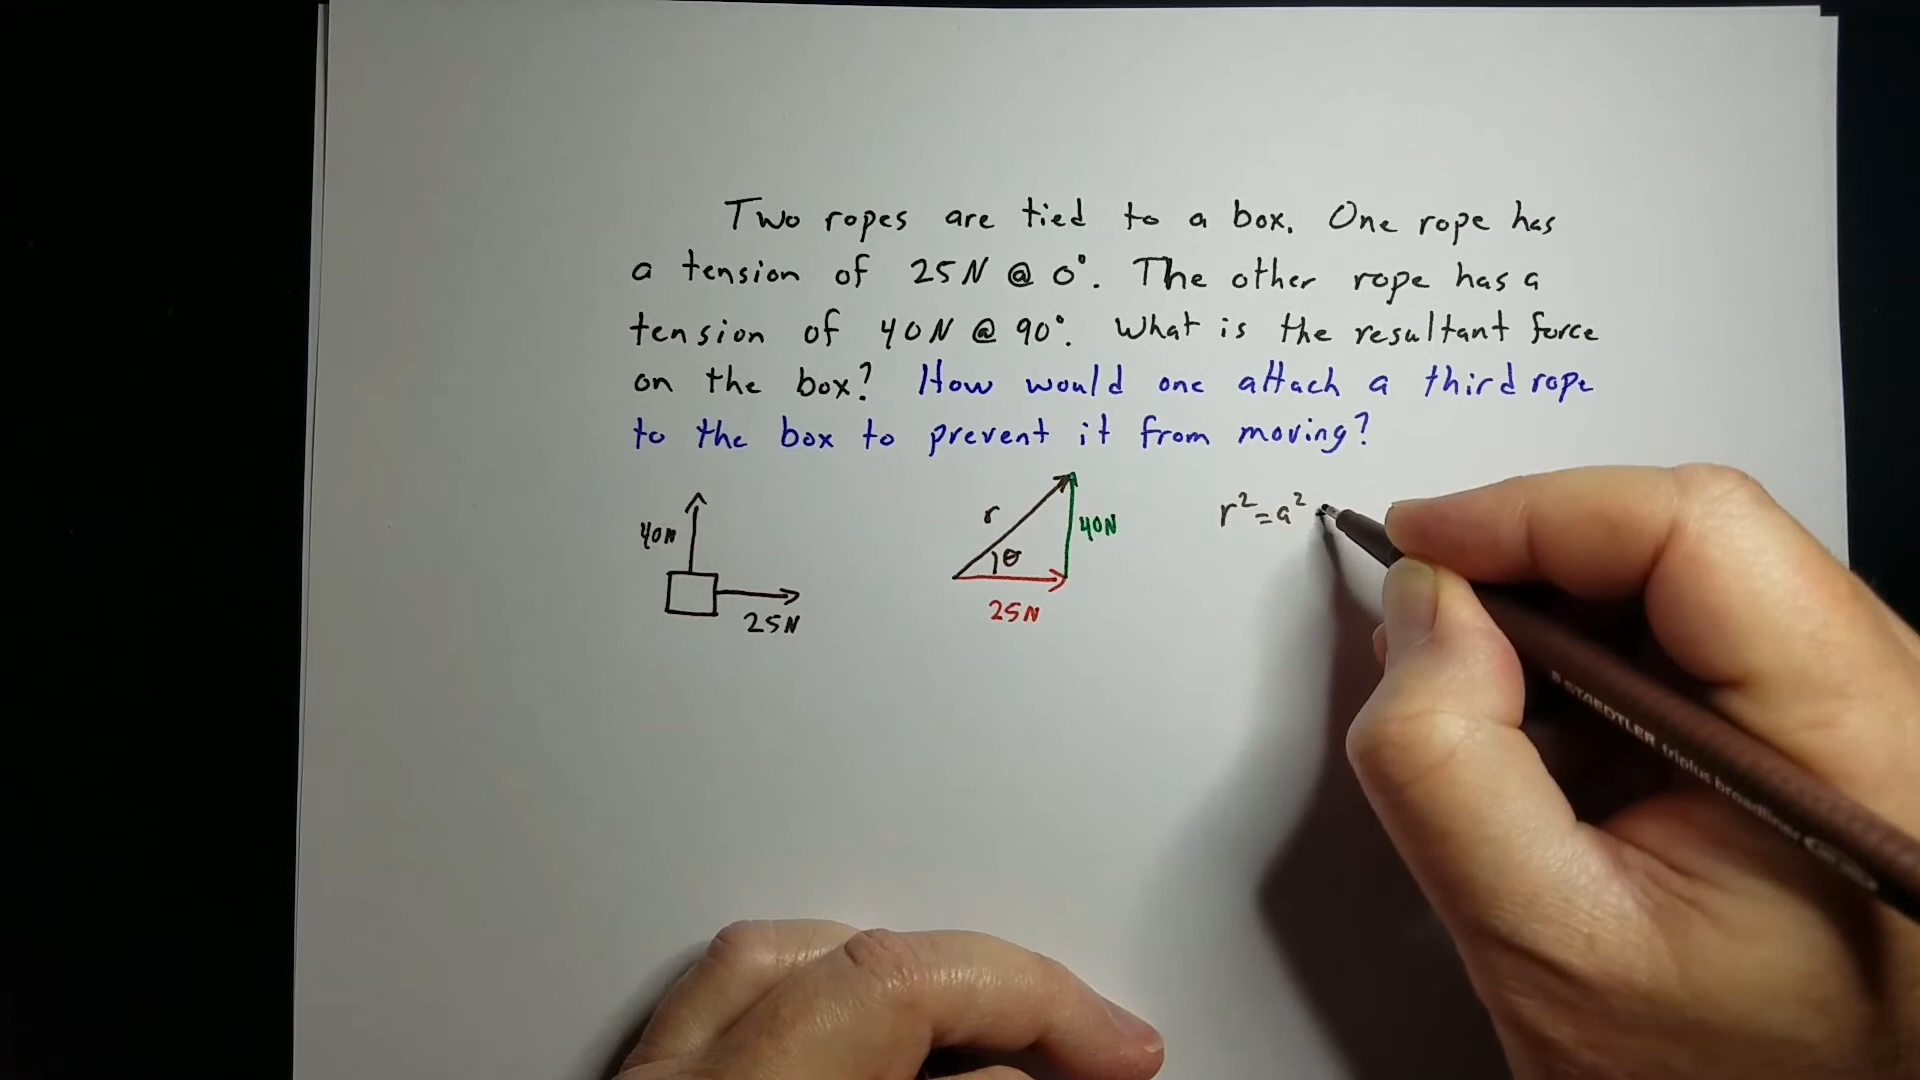 Two ropes are tied to a box. One rope has
a tension of 25N @ 0°. The other rope has a
tension of 40N @ 90°. What is the resultant force
on the box? How would one attach a third rope
to the box to prevent it from moving?
40N
25N
r
θ
40N
25N
r²=a²
STAEDTLER triplus broadliner